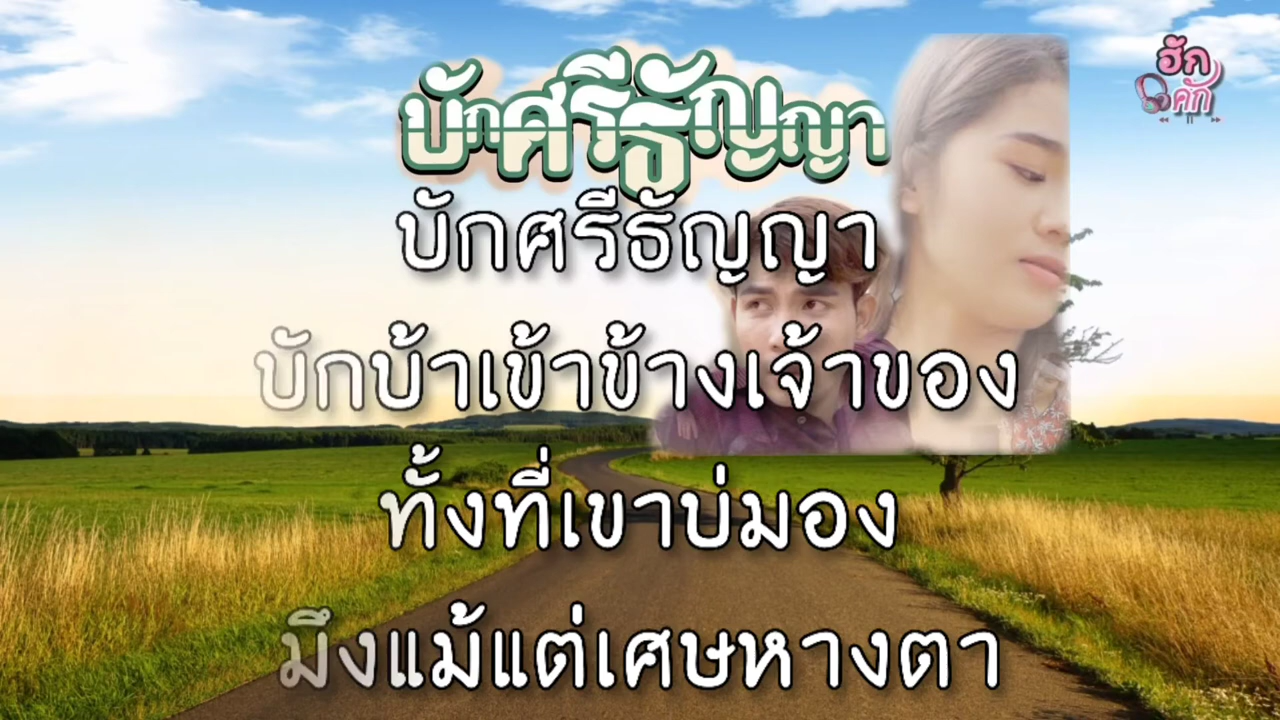 ฮัก
คัก
บักศรีธัญญา
บักศรีธัญญา
บักบ้าเข้าข้างเจ้าของ
ทั้งที่เขาบ่มอง
มึงแม้แต่เศษหางตา